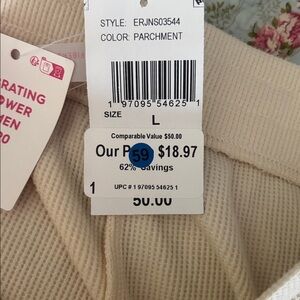 STYLE: ERJNS03544
COLOR: PARCHMENT
1 97095 54625 1
SIZE
L
Comparable Value $50.00
Our P 59 $18.97
62% Savings
1
UPC # 1 97095 54625 1
50.00
RATING
OWER
MEN